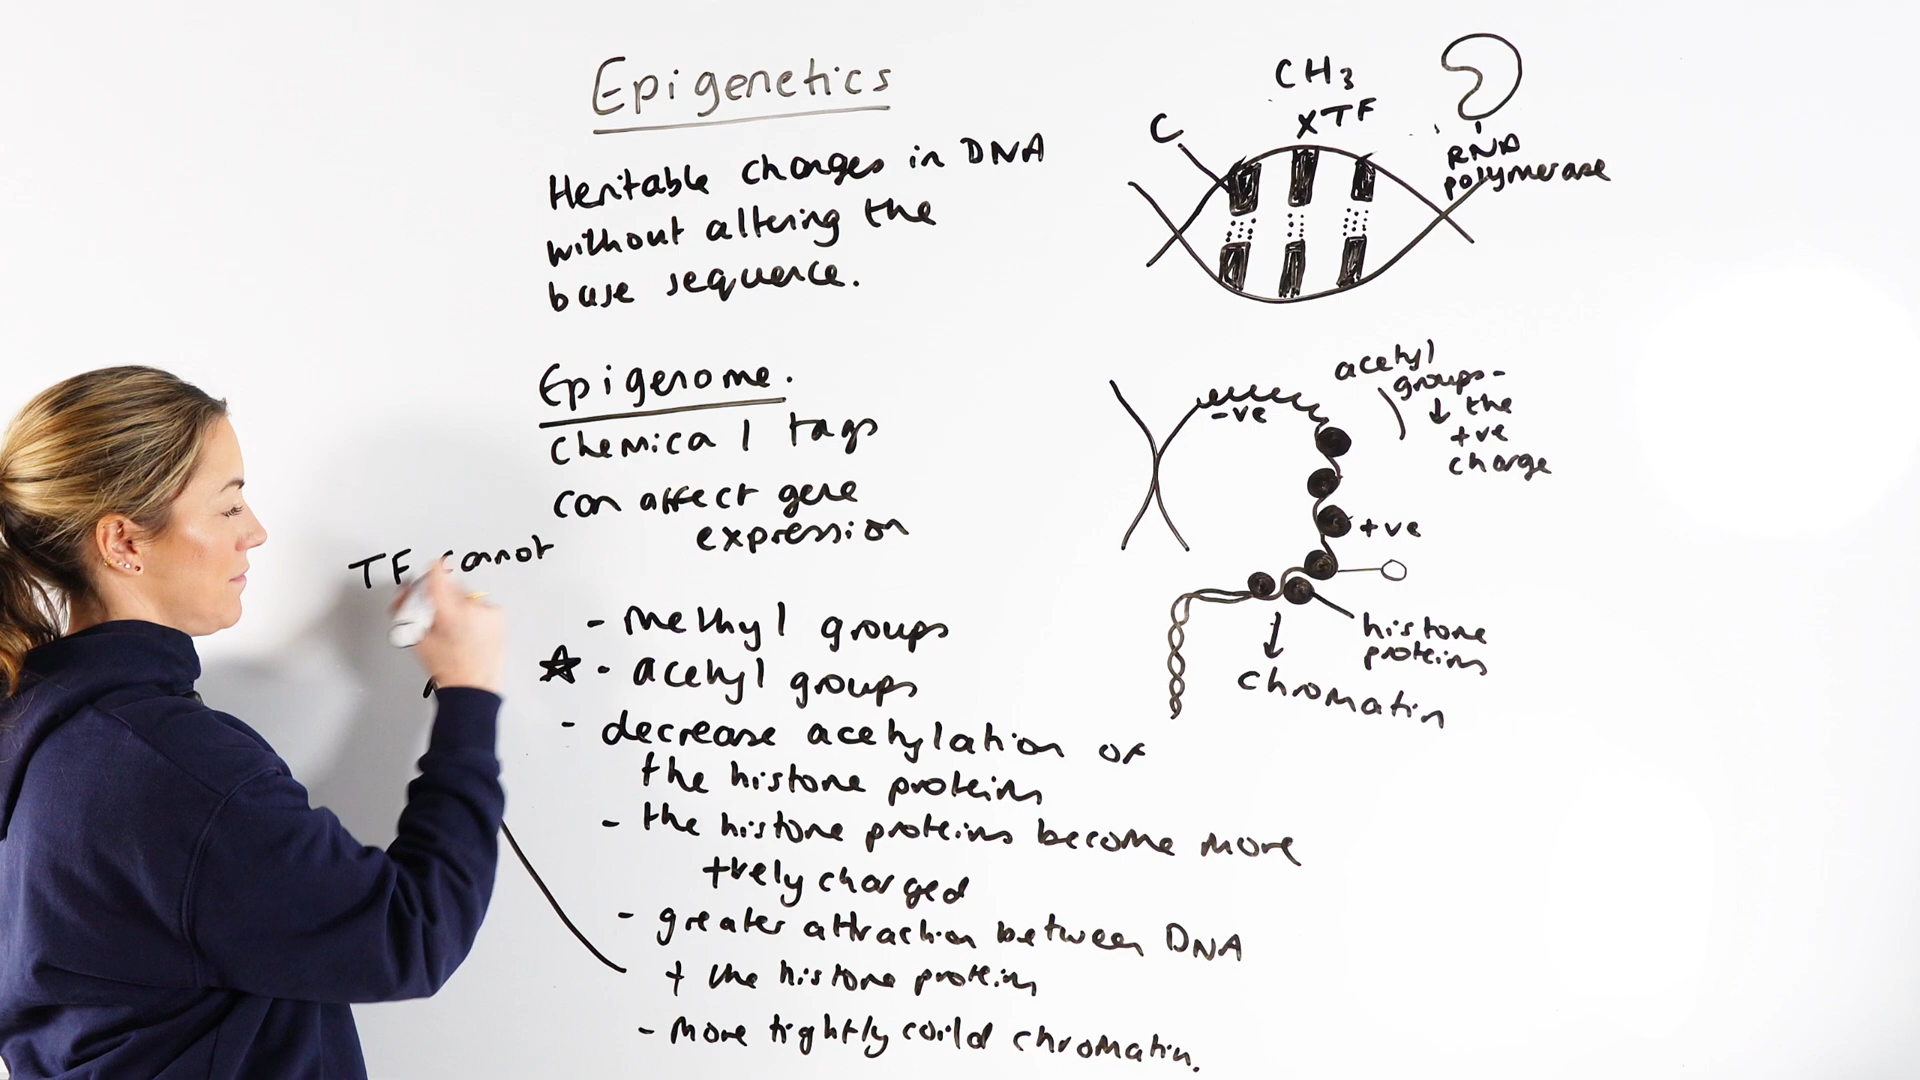 Epigenetics
Heritable changes in DNA
without altering the
base sequence.
Epigenome.
chemical tags
can affect gene
expression
TF cannot
- methyl groups
☆ - acetyl groups
- decrease acetylation of
the histone proteins
- the histone proteins become more
+vely charged
- greater attraction between DNA
+ the histone proteins
- more tightly coild chromatin.
CH3
C
X TF
RNA
polymerase
acetyl
groups -
↓ the
+ve
charge
-ve
+ve
histone
proteins
↓
chromatin